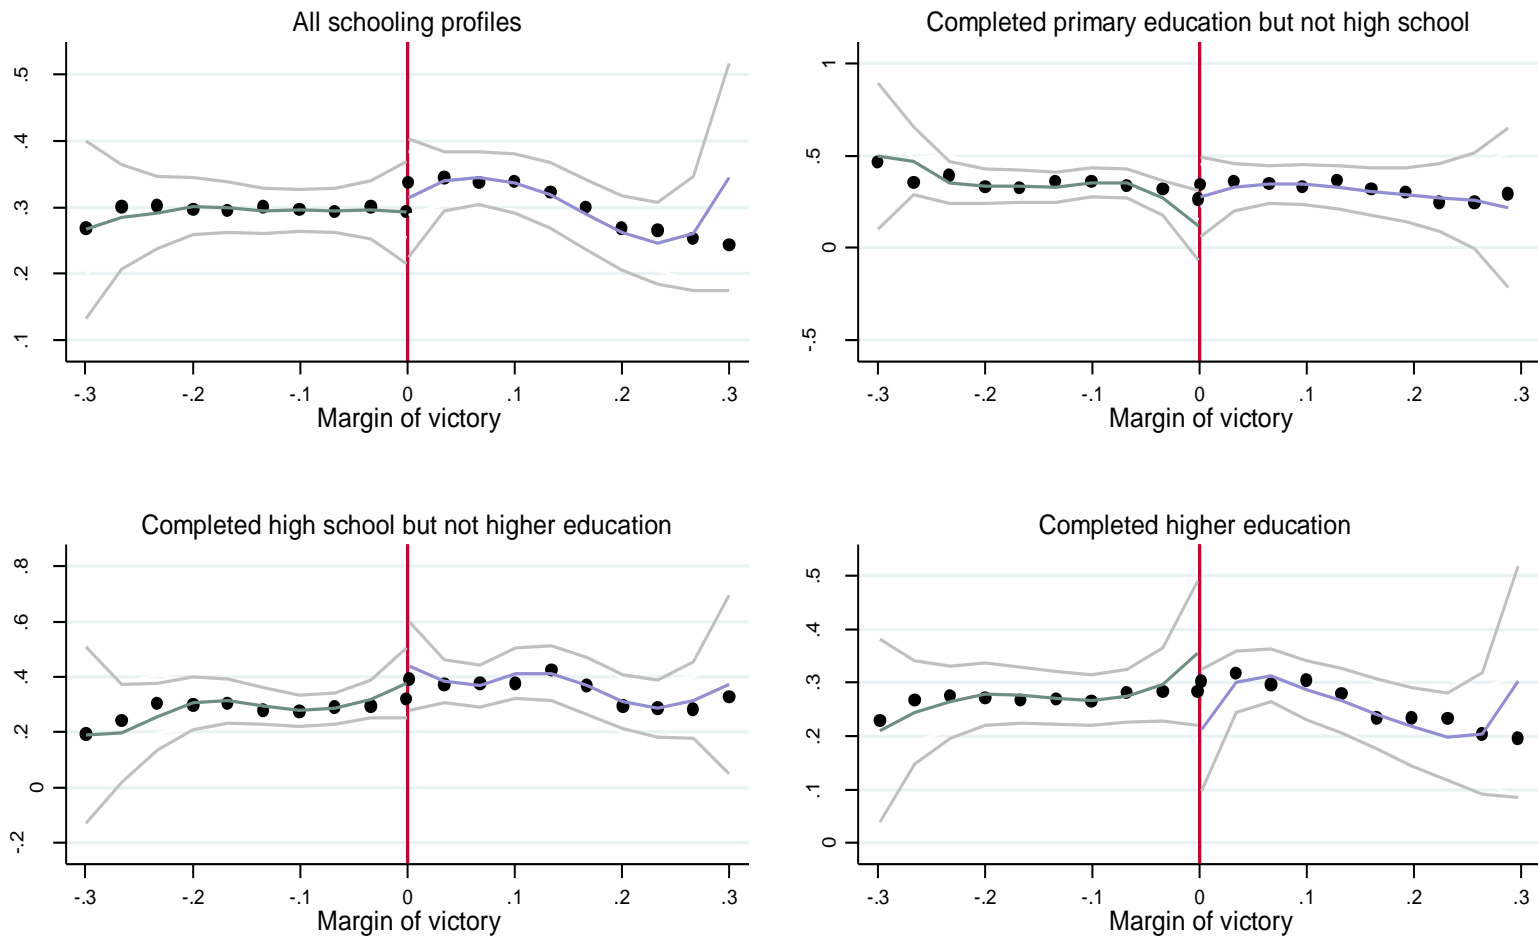 All schooling profiles
.5
.4
.3
.2
.1
-.3 -.2 -.1 0 .1 .2 .3
Margin of victory
Completed primary education but not high school
1
.5
0
-.5
-.3 -.2 -.1 0 .1 .2 .3
Margin of victory
Completed high school but not higher education
.8
.6
.4
.2
0
-.2
-.3 -.2 -.1 0 .1 .2 .3
Margin of victory
Completed higher education
.5
.4
.3
.2
.1
0
-.3 -.2 -.1 0 .1 .2 .3
Margin of victory